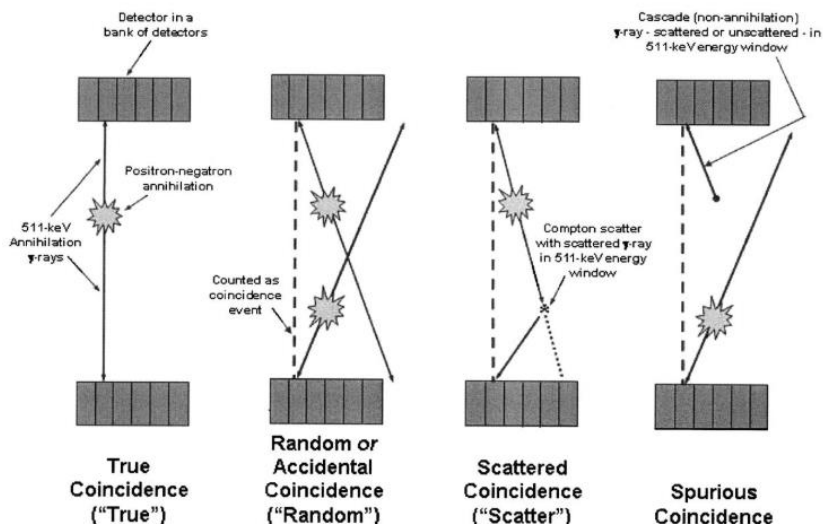 Detector in a
bank of detectors
Positron-negatron
annihilation
511-keV
Annihilation
γ-rays
True
Coincidence
("True")
Counted as
coincidence
event
Random or
Accidental
Coincidence
("Random")
Compton scatter
with scattered γ-ray
in 511-keV energy
window
Scattered
Coincidence
("Scatter")
Cascade (non-annihilation)
γ-ray - scattered or unscattered - in
511-keV energy
window
Spurious
Coincidence